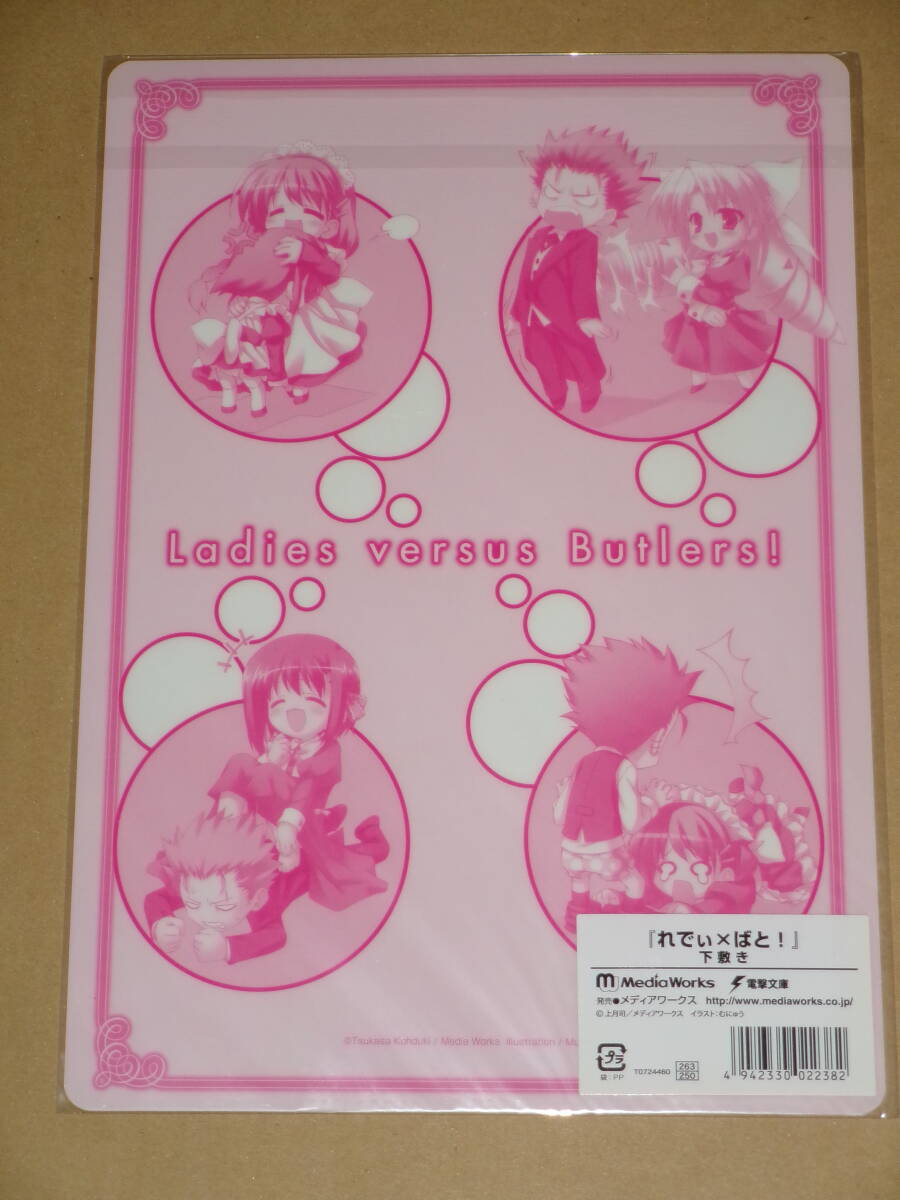 Ladies versus Butlers!
『れでぃ×ばと！』
下敷き
MediaWorks 電撃文庫
発売●メディアワークス http://www.mediaworks.co.jp/
©上月司／メディアワークス イラスト：むにゅう
プラ
袋：PP
T0724460
263
250
4 942330 022382
©Tsukasa Kohduki / Media Works Illustration /